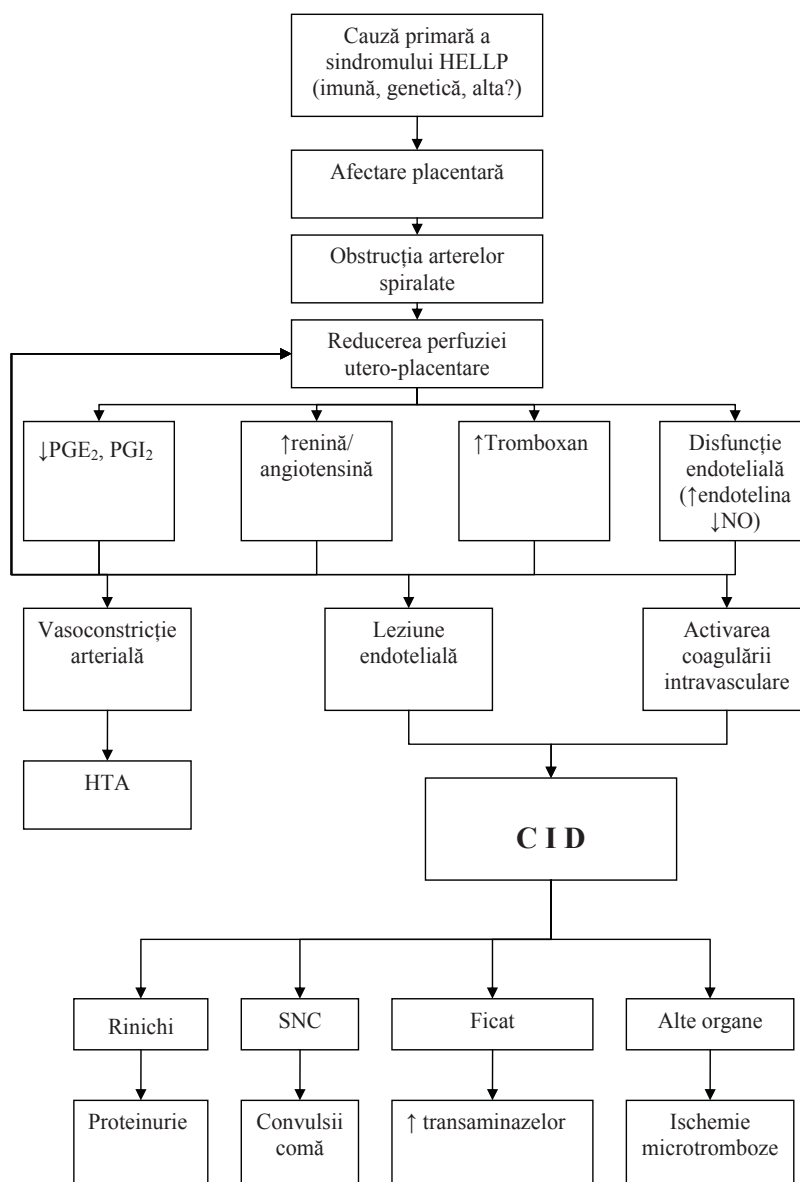 Cauză primară a
sindromului HELLP
(imună, genetică, alta?)
Afectare placentară
Obstrucția arterelor
spiralate
Reducerea perfuziei
utero-placentare
↓PGE₂, PGI₂
↑renină/
angiotensină
↑Tromboxan
Disfuncție
endotelială
(↑endotelina
↓NO)
Vasoconstricție
arterială
Leziune
endotelială
Activarea
coagulării
intravasculare
HTA
C I D
Rinichi
SNC
Ficat
Alte organe
Proteinurie
Convulsii
comă
↑ transaminazelor
Ischemie
microtromboze